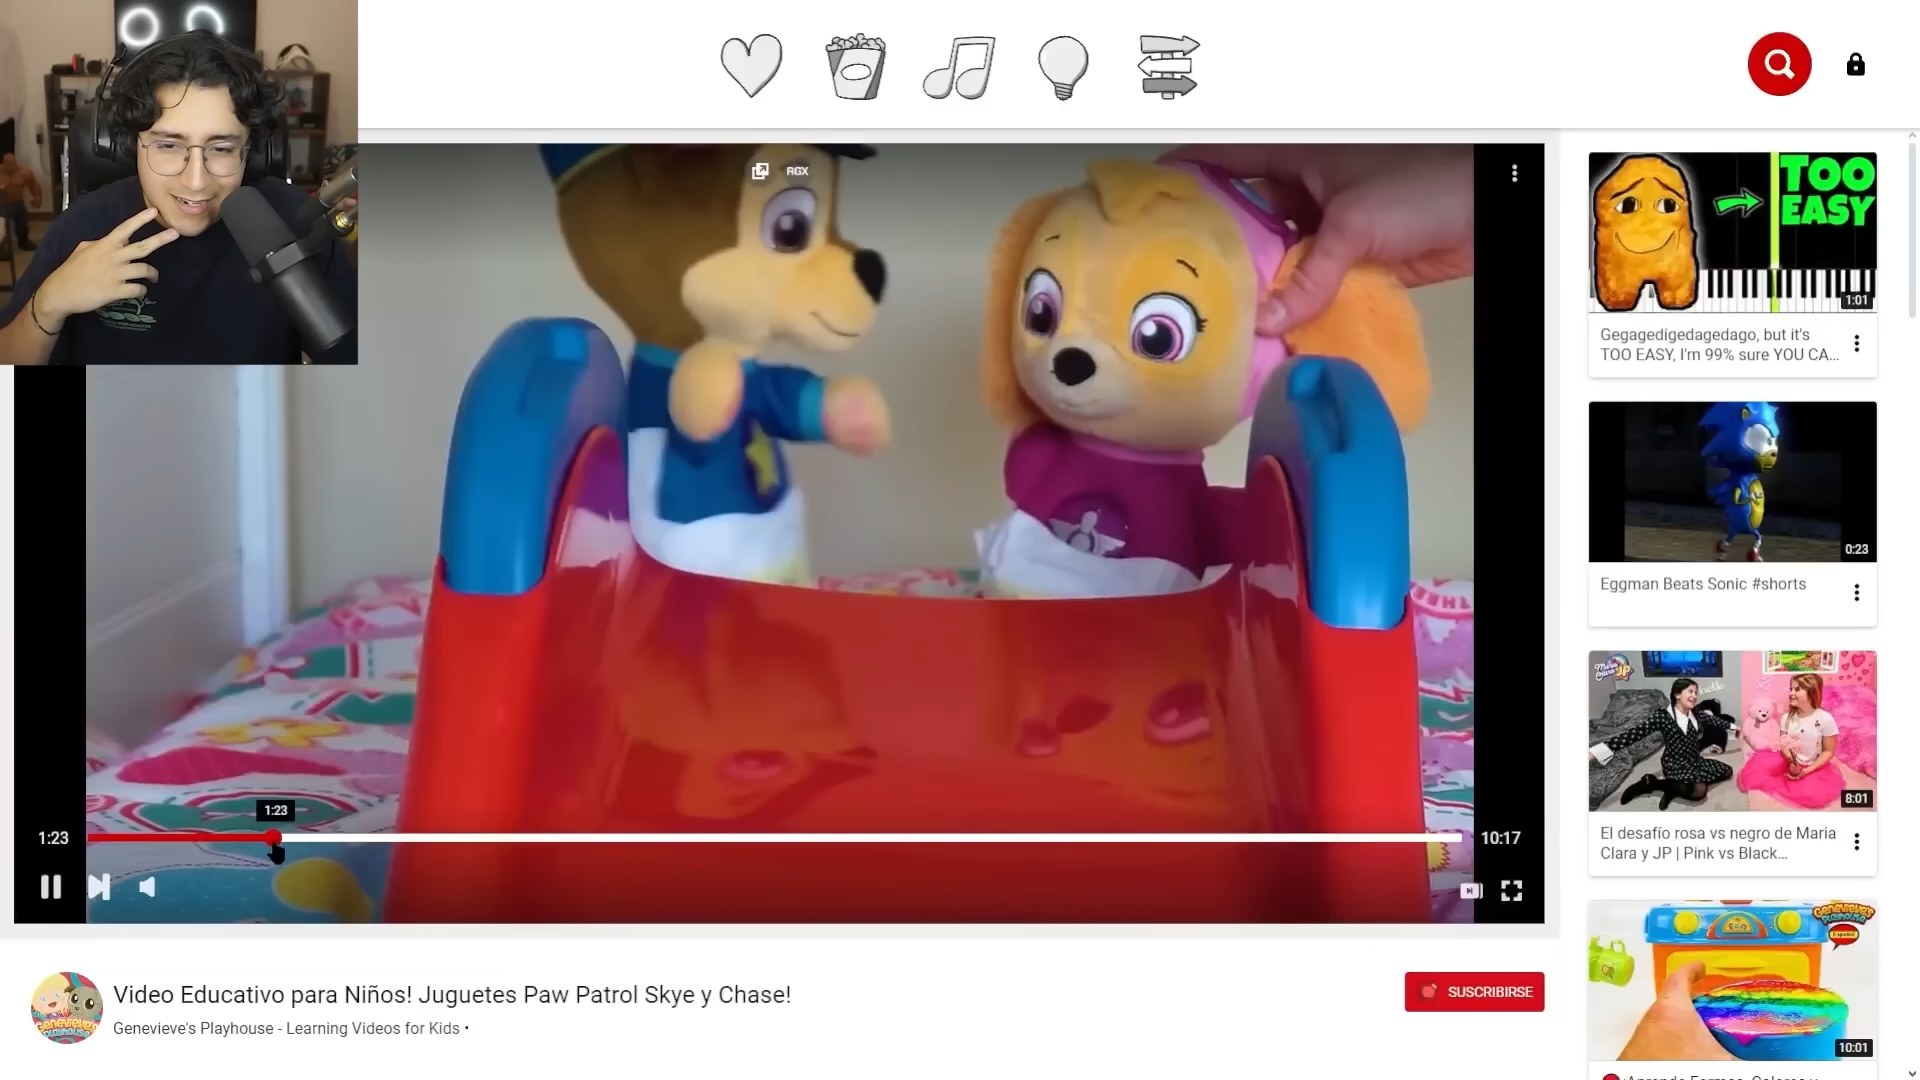 RGX
TOO
EASY
1:01
Gegagedigedagedago, but it's
TOO EASY, I'm 99% sure YOU CA...
0:23
Eggman Beats Sonic #shorts
8:01
El desafío rosa vs negro de Maria
Clara y JP | Pink vs Black...
1:23
1:23
10:17
Video Educativo para Niños! Juguetes Paw Patrol Skye y Chase!
Genevieve's Playhouse - Learning Videos for Kids •
SUSCRIBIRSE
Genevieve's
Playhouse
Español
10:01